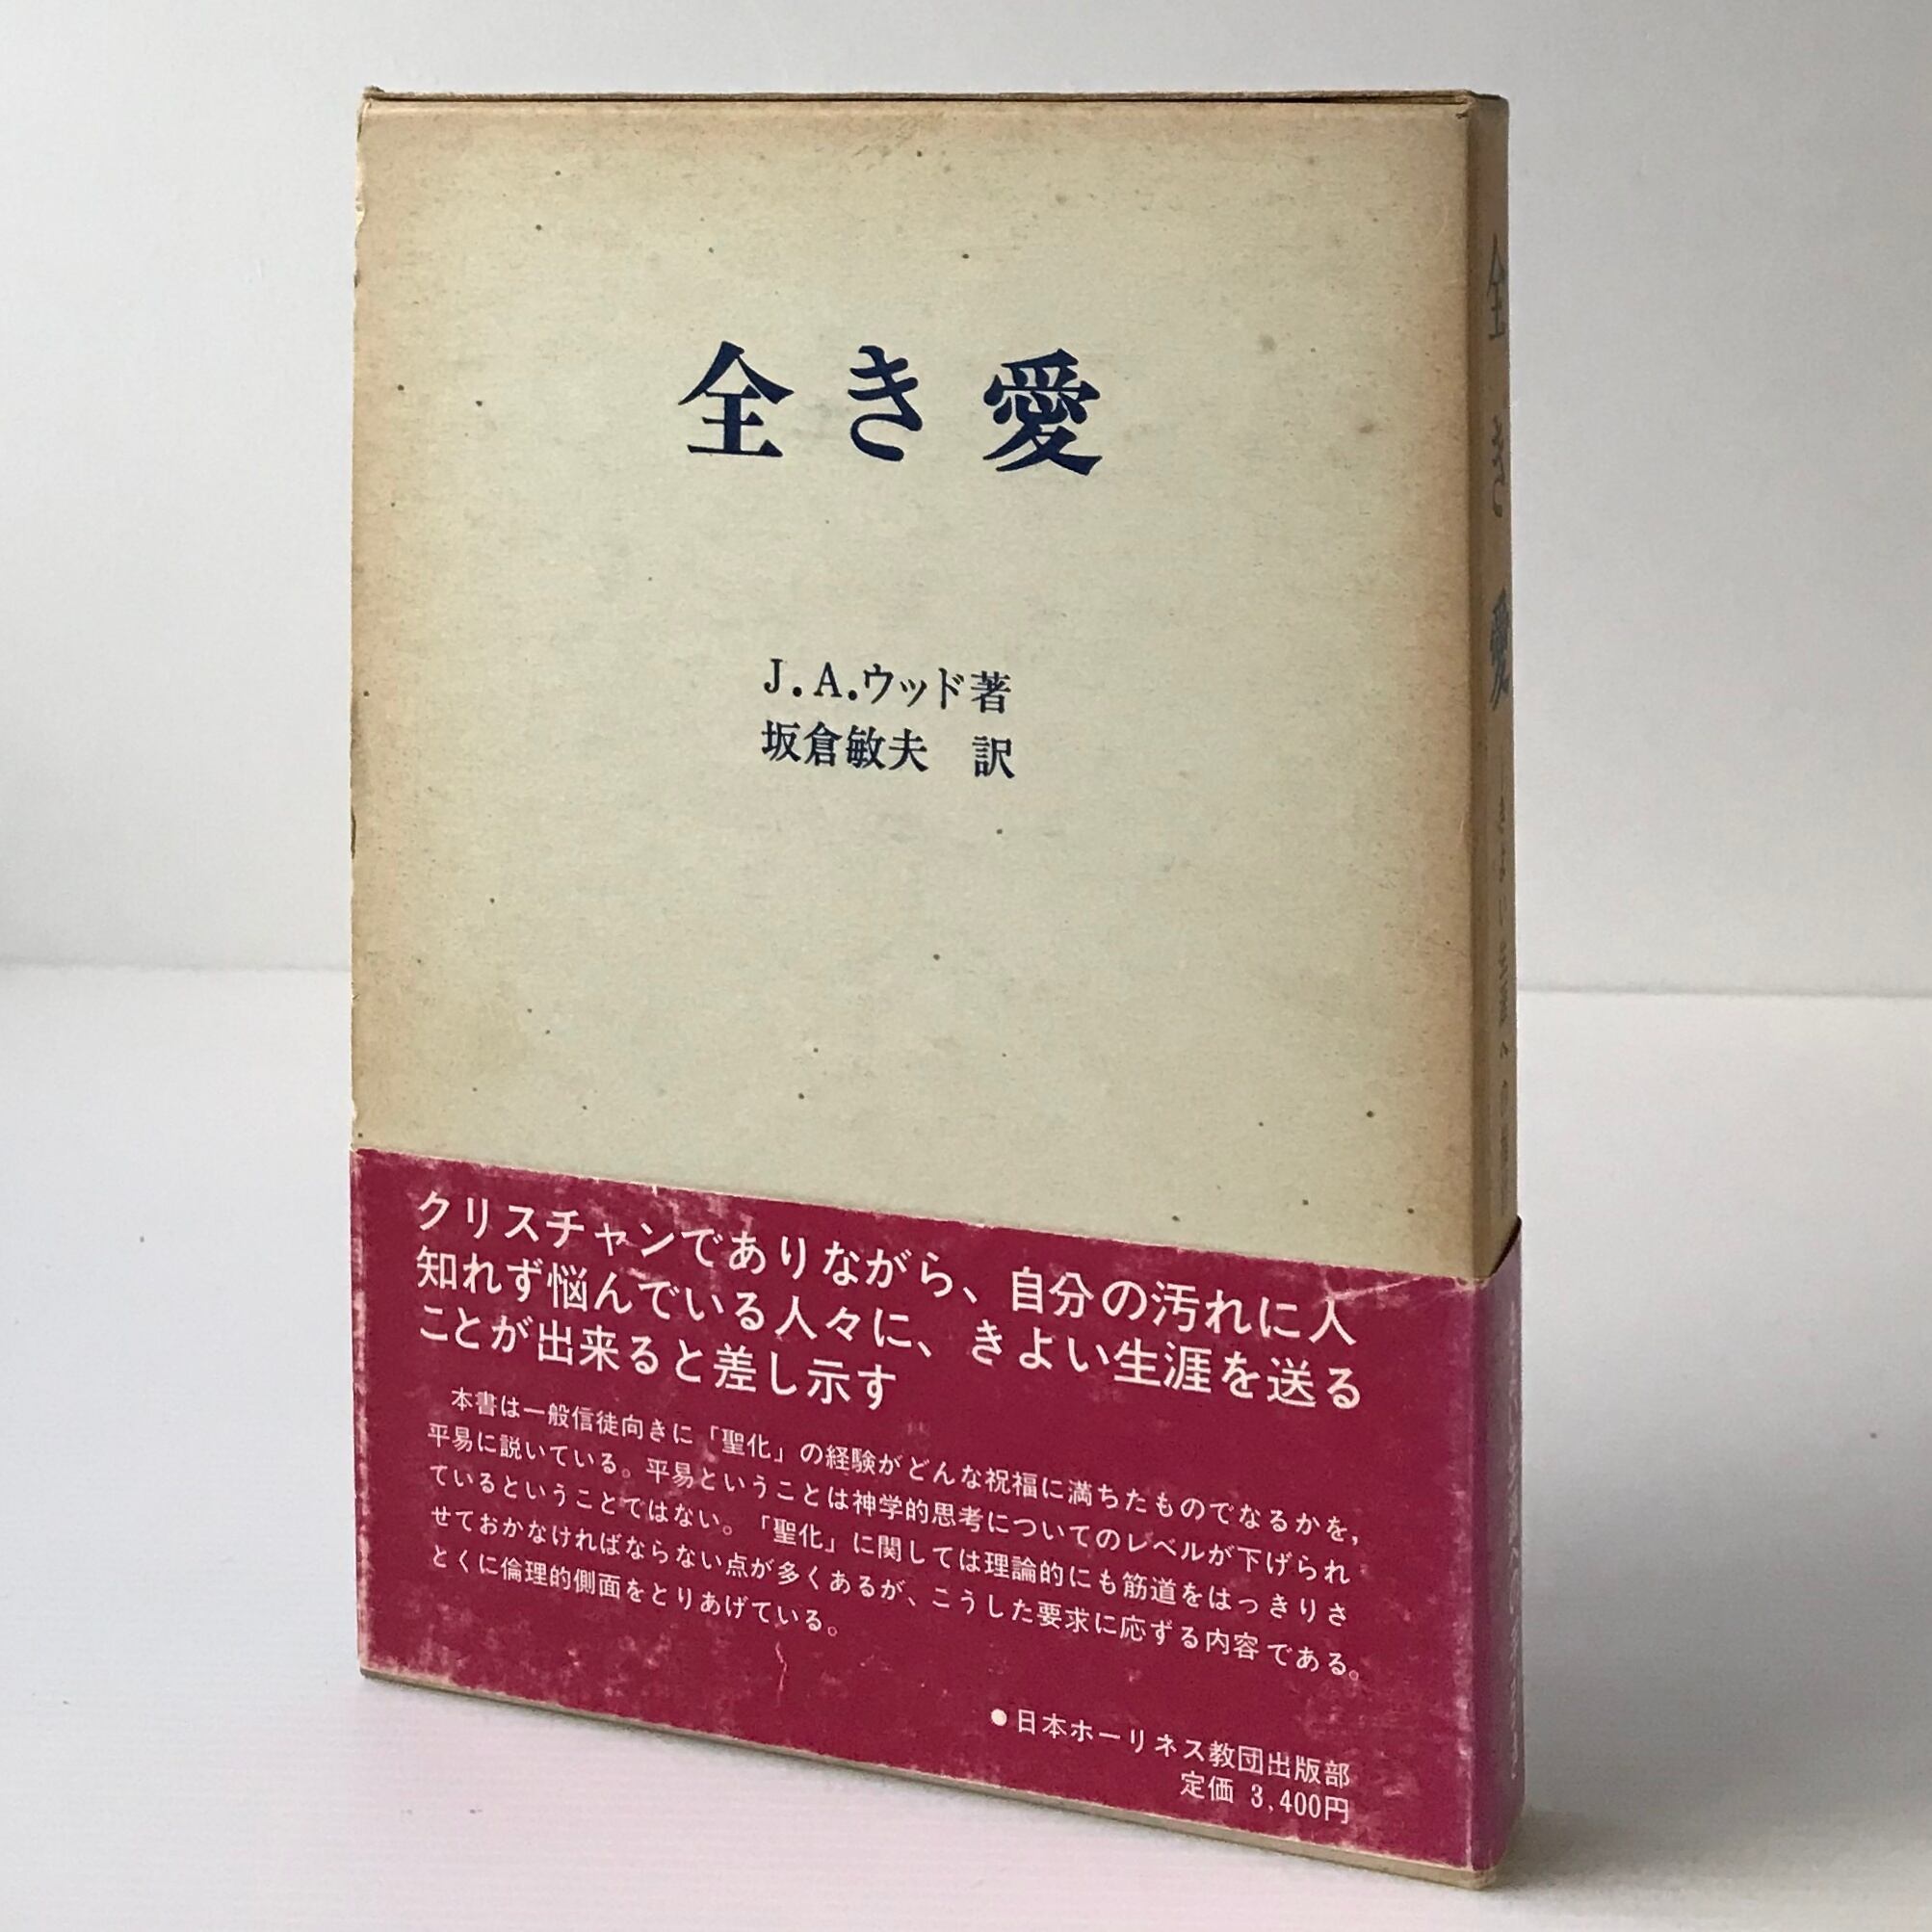 全き愛
J.A.ウッド著
坂倉敏夫 訳
クリスチャンでありながら、自分の汚れに人
知れず悩んでいる人々に、きよい生涯を送る
ことが出来ると差し示す
本書は一般信徒向きに「聖化」の経験がどんな祝福に満ちたものでなるかを，
平易に説いている。平易ということは神学的思考についてのレベルが下げられ
ているということではない。「聖化」に関しては理論的にも筋道をはっきりさ
せておかなければならない点が多くあるが、こうした要求に応ずる内容である。
とくに倫理的側面をとりあげている。
●日本ホーリネス教団出版部
定価 3,400円
全き愛